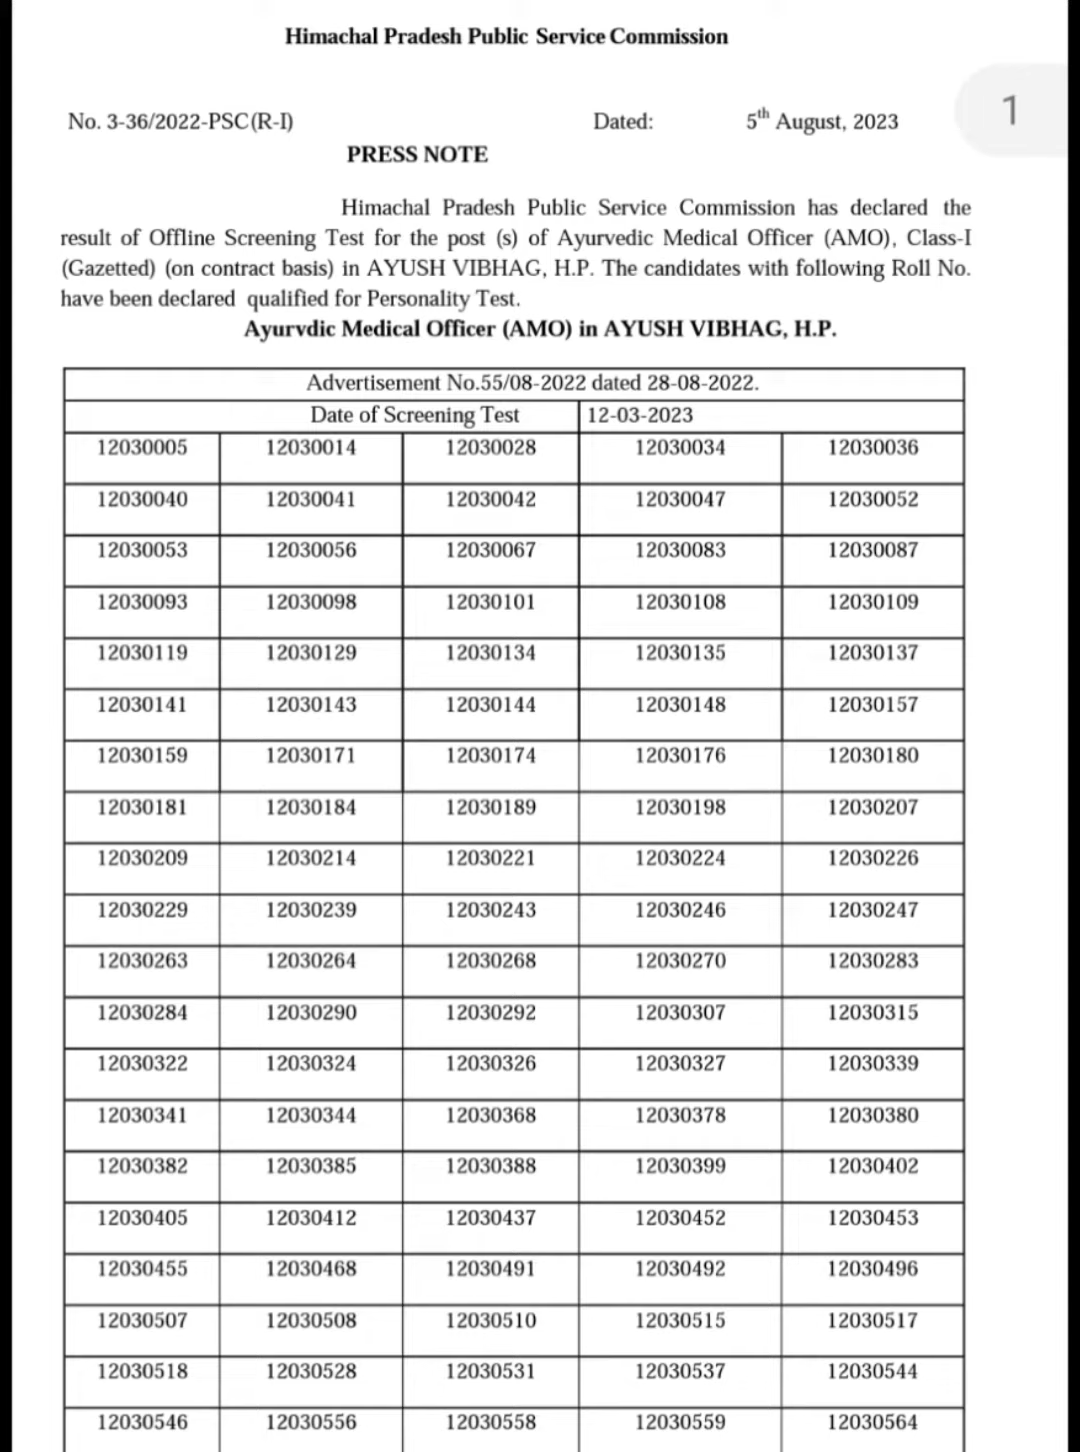 Himachal Pradesh Public Service Commission
1
No. 3-36/2022-PSC(R-I) Dated: 5th August, 2023
PRESS NOTE
Himachal Pradesh Public Service Commission has declared the
result of Offline Screening Test for the post (s) of Ayurvedic Medical Officer (AMO), Class-I
(Gazetted) (on contract basis) in AYUSH VIBHAG, H.P. The candidates with following Roll No.
have been declared qualified for Personality Test.
Ayurvdic Medical Officer (AMO) in AYUSH VIBHAG, H.P.
Advertisement No.55/08-2022 dated 28-08-2022.
Date of Screening Test 12-03-2023
12030005 12030014 12030028 12030034 12030036
12030040 12030041 12030042 12030047 12030052
12030053 12030056 12030067 12030083 12030087
12030093 12030098 12030101 12030108 12030109
12030119 12030129 12030134 12030135 12030137
12030141 12030143 12030144 12030148 12030157
12030159 12030171 12030174 12030176 12030180
12030181 12030184 12030189 12030198 12030207
12030209 12030214 12030221 12030224 12030226
12030229 12030239 12030243 12030246 12030247
12030263 12030264 12030268 12030270 12030283
12030284 12030290 12030292 12030307 12030315
12030322 12030324 12030326 12030327 12030339
12030341 12030344 12030368 12030378 12030380
12030382 12030385 12030388 12030399 12030402
12030405 12030412 12030437 12030452 12030453
12030455 12030468 12030491 12030492 12030496
12030507 12030508 12030510 12030515 12030517
12030518 12030528 12030531 12030537 12030544
12030546 12030556 12030558 12030559 12030564